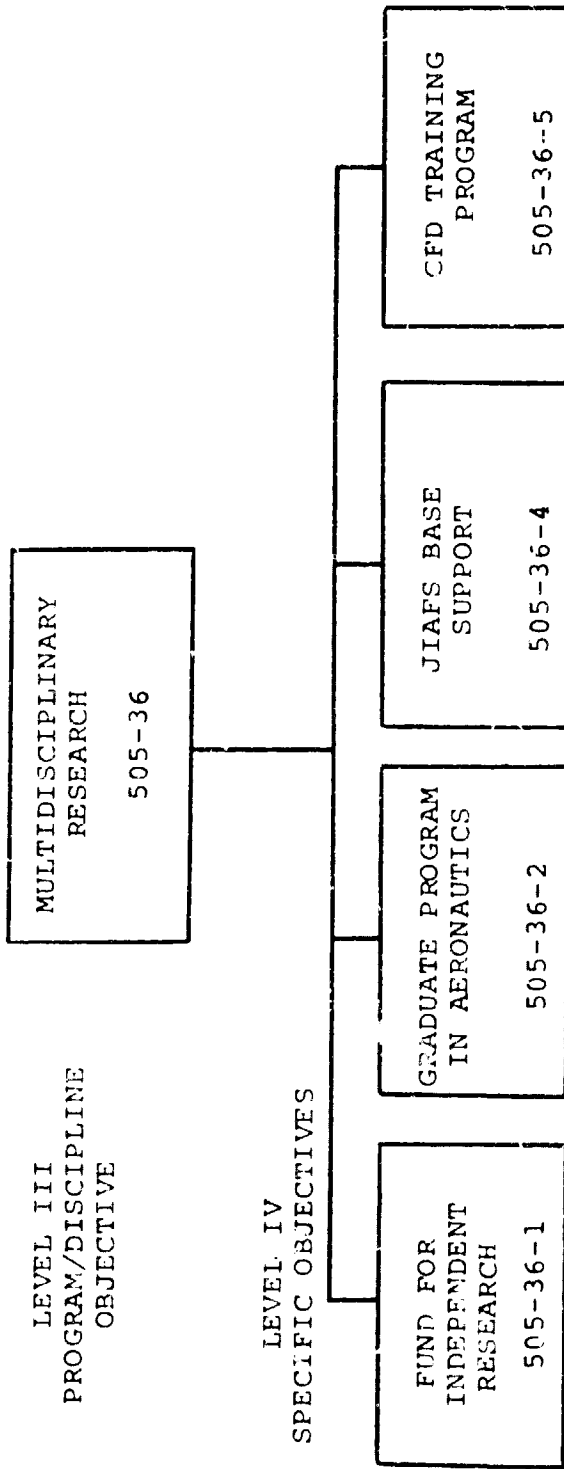 LEVEL III
PROGRAM/DISCIPLINE
OBJECTIVE
MULTIDISCIPLINARY
RESEARCH
505-36
LEVEL IV
SPECIFIC OBJECTIVES
FUND FOR
INDEPENDENT
RESEARCH
505-36-1
GRADUATE PROGRAM
IN AERONAUTICS
505-36-2
JIAFS BASE
SUPPORT
505-36-4
CFD TRAINING
PROGRAM
505-36-5